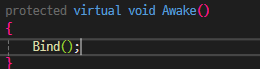 protected virtual void Awake()
{
    Bind();
}